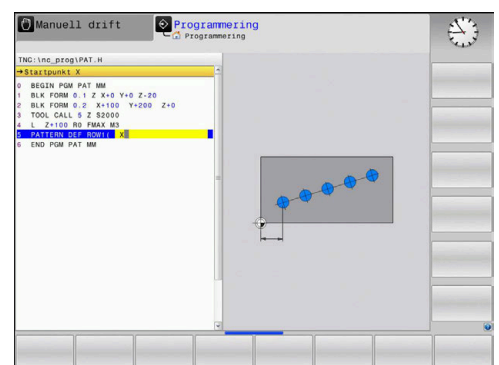 Manuell drift
Programmering
Programmering
TNC:\nc_prog\PAT.H
→Startpunkt X
0 BEGIN PGM PAT MM
1 BLK FORM 0.1 Z X+0 Y+0 Z-20
2 BLK FORM 0.2 X+100 Y+200 Z+0
3 TOOL CALL 5 Z S2000
4 L Z+100 R0 FMAX M3
5 PATTERN DEF ROW1( X
6 END PGM PAT MM